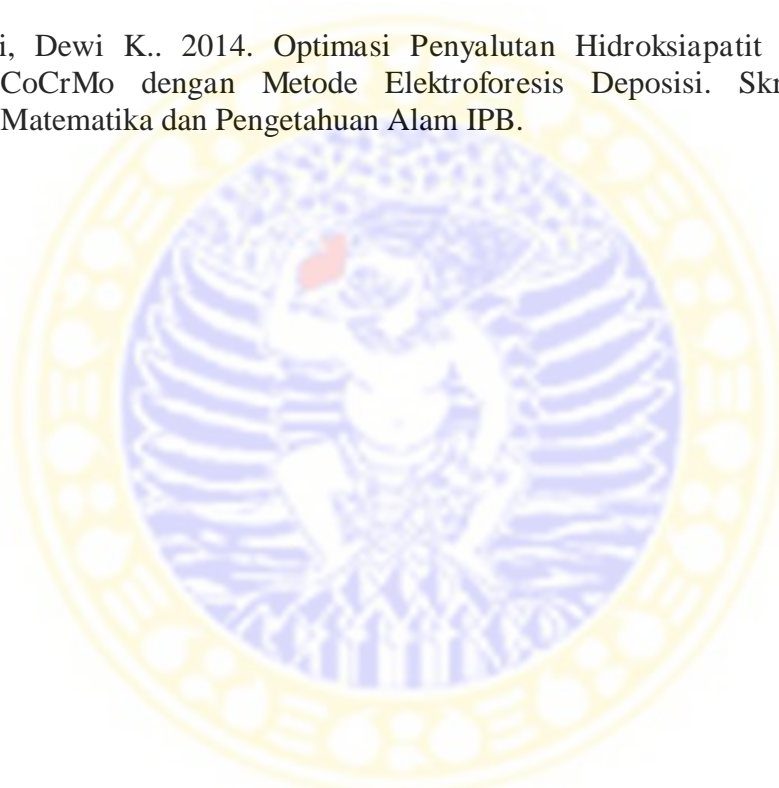 i, Dewi K.. 2014. Optimasi Penyalutan Hidroksiapatit
CoCrMo dengan Metode Elektroforesis Deposisi. Skr
Matematika dan Pengetahuan Alam IPB.